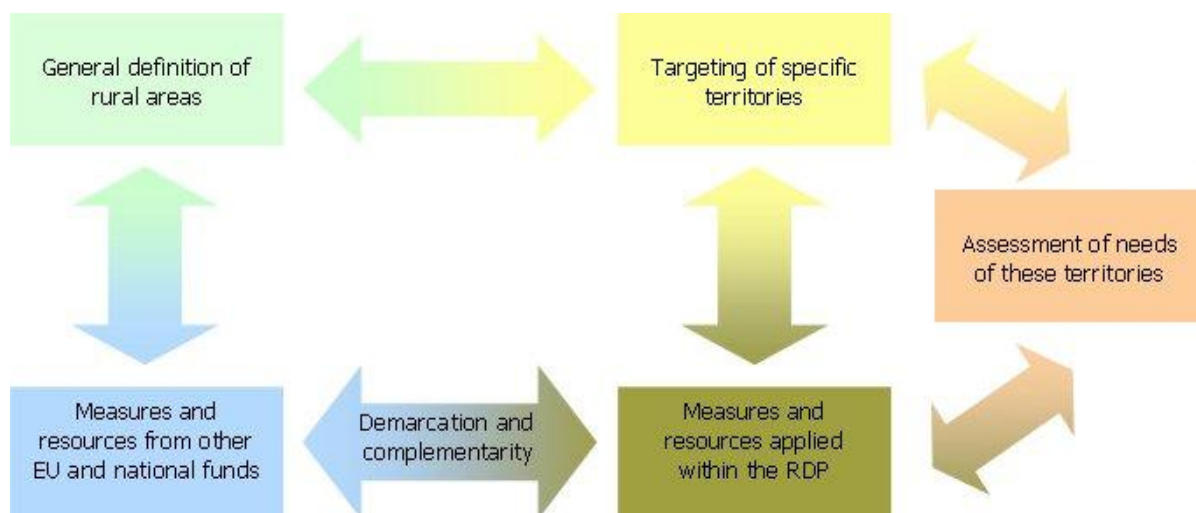 General definition of
rural areas
Targeting of specific
territories
Assessment of needs
of these territories
Measures and
resources from other
EU and national funds
Demarcation and
complementarity
Measures and
resources applied
within the RDP